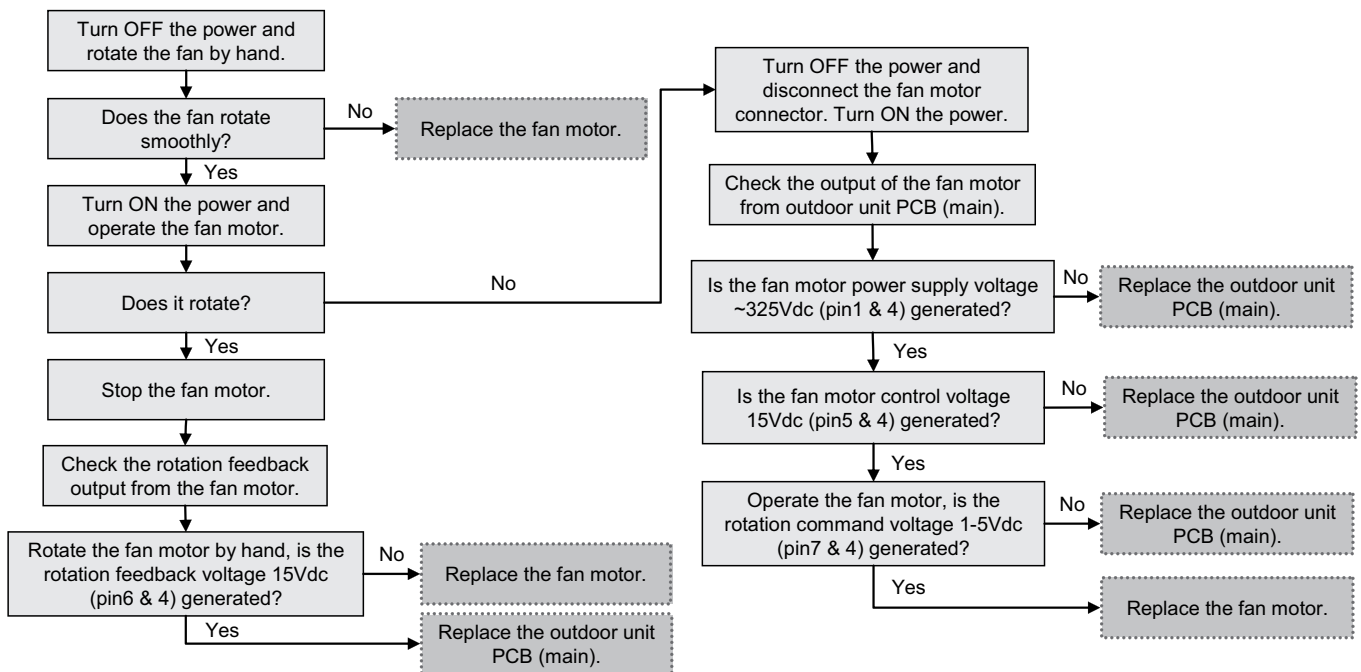 Turn OFF the power and
rotate the fan by hand.
Does the fan rotate
smoothly?
No
Replace the fan motor.
Yes
Turn ON the power and
operate the fan motor.
Does it rotate?
No
Yes
Stop the fan motor.
Check the rotation feedback
output from the fan motor.
Rotate the fan motor by hand, is the
rotation feedback voltage 15Vdc
(pin6 & 4) generated?
No
Replace the fan motor.
Yes
Replace the outdoor unit
PCB (main).
Turn OFF the power and
disconnect the fan motor
connector. Turn ON the power.
Check the output of the fan motor
from outdoor unit PCB (main).
Is the fan motor power supply voltage
~325Vdc (pin1 & 4) generated?
No
Replace the outdoor unit
PCB (main).
Yes
Is the fan motor control voltage
15Vdc (pin5 & 4) generated?
No
Replace the outdoor unit
PCB (main).
Yes
Operate the fan motor, is the
rotation command voltage 1-5Vdc
(pin7 & 4) generated?
No
Replace the outdoor unit
PCB (main).
Yes
Replace the fan motor.